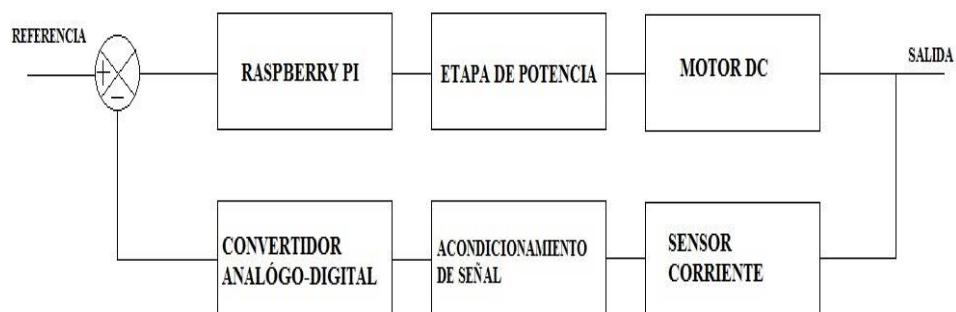 REFERENCIA
+
−
RASPBERRY PI
ETAPA DE POTENCIA
MOTOR DC
SALIDA
CONVERTIDOR
ANALÓGO-DIGITAL
ACONDICIONAMIENTO
DE SEÑAL
SENSOR
CORRIENTE